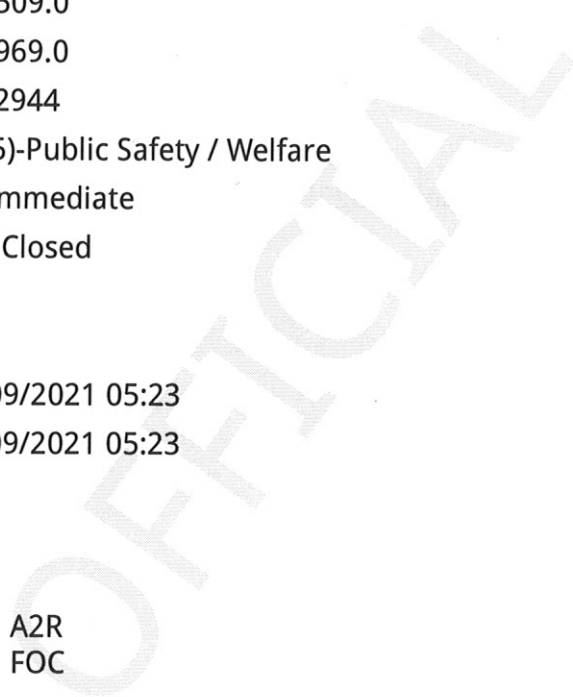 509.0
969.0
2944
5)-Public Safety / Welfare
mmediate
Closed
09/2021 05:23
09/2021 05:23
A2R
FOC
OFFICIAL